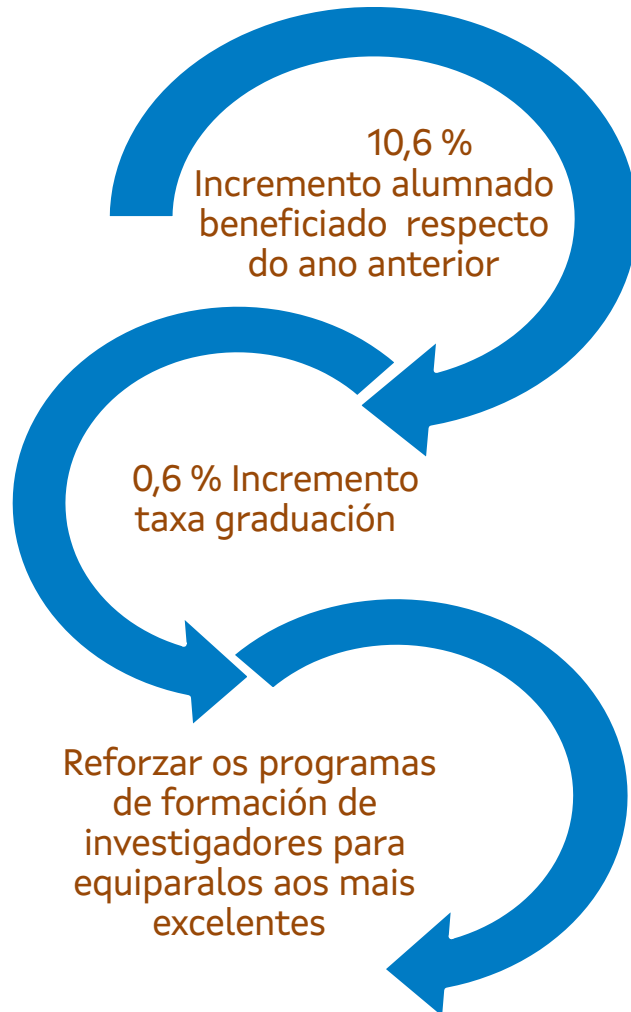 10,6 %
Incremento alumnado
beneficiado respecto
do ano anterior
0,6 % Incremento
taxa graduación
Reforzar os programas
de formación de
investigadores para
equiparalos aos mais
excelentes